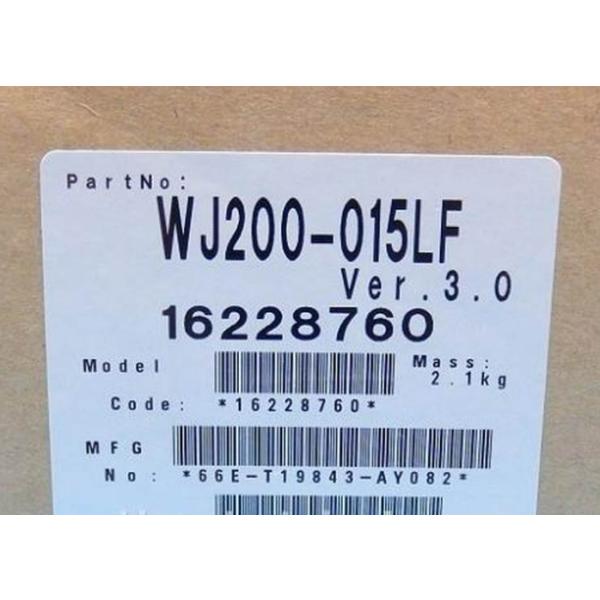 PartNo:
WJ200-015LF
Ver.3.0
16228760
Model Mass:
2.1kg
Code: *16228760*
MFG
No: *66E-T19843-AY082*